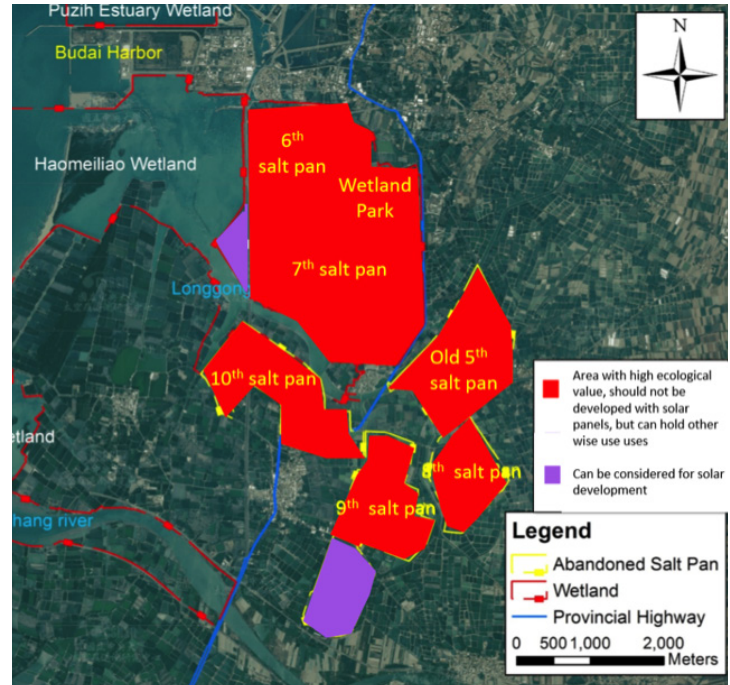 Puzih Estuary Wetland
Budai Harbor
N
6th
salt pan
Haomeiliao Wetland
Wetland
Park
7th salt pan
Longgong
Old 5th
salt pan
10th salt pan
8th salt pan
9th salt pan
etland
hang river
Area with high ecological
value, should not be
developed with solar
panels, but can hold other
wise use uses
Can be considered for solar
development
Legend
Abandoned Salt Pan
Wetland
Provincial Highway
0 500 1,000 2,000
Meters